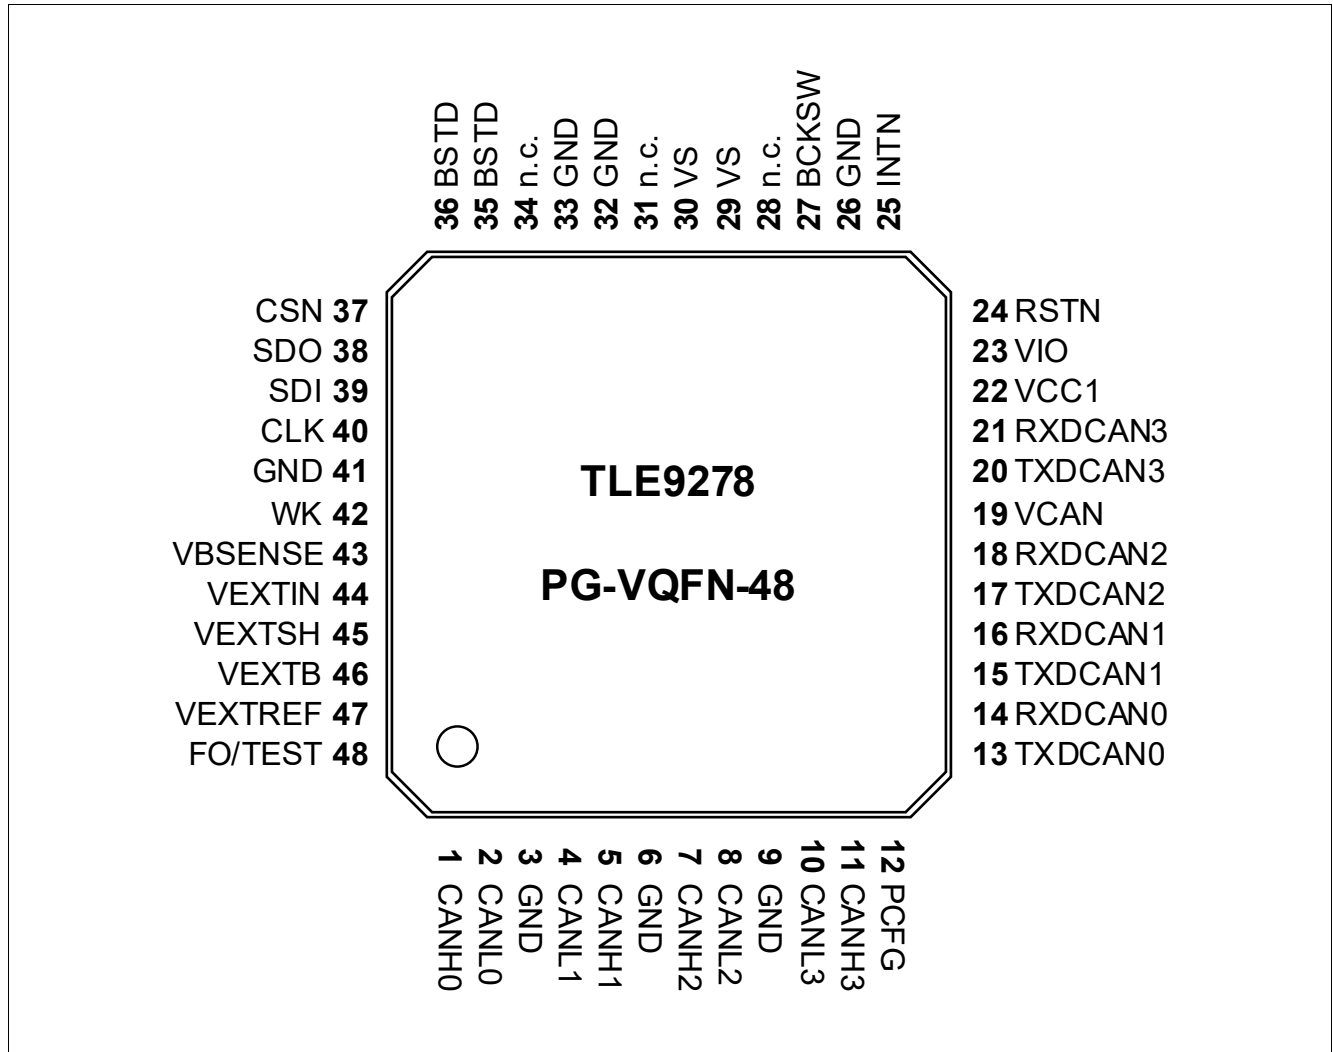 36 BSTD
35 BSTD
34 n.c.
33 GND
32 GND
31 n.c.
30 VS
29 VS
28 n.c.
27 BCKSW
26 GND
25 INTN
CSN 37
SDO 38
SDI 39
CLK 40
GND 41
WK 42
VBSENSE 43
VEXTIN 44
VEXTSH 45
VEXTB 46
VEXTREF 47
FO/TEST 48
TLE9278
PG-VQFN-48
24 RSTN
23 VIO
22 VCC1
21 RXDCAN3
20 TXDCAN3
19 VCAN
18 RXDCAN2
17 TXDCAN2
16 RXDCAN1
15 TXDCAN1
14 RXDCAN0
13 TXDCAN0
1 CANH0
2 CANL0
3 GND
4 CANL1
5 CANH1
6 GND
7 CANH2
8 CANL2
9 GND
10 CANL3
11 CANH3
12 PCFG